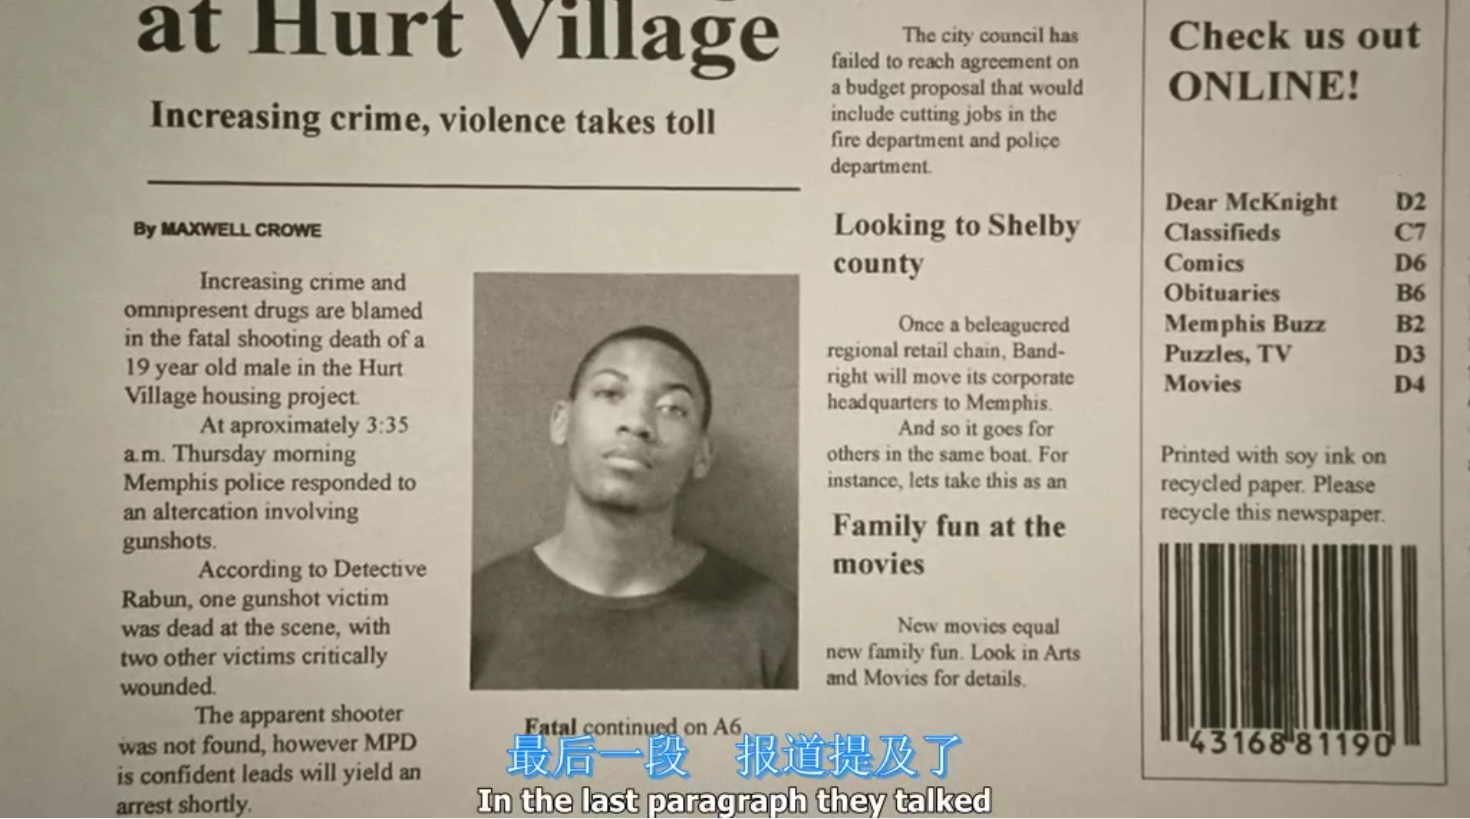 at Hurt Village
Increasing crime, violence takes toll
By MAXWELL CROWE
Increasing crime and
omnipresent drugs are blamed
in the fatal shooting death of a
19 year old male in the Hurt
Village housing project.
At aproximately 3:35
a.m. Thursday morning
Memphis police responded to
an altercation involving
gunshots.
According to Detective
Rabun, one gunshot victim
was dead at the scene, with
two other victims critically
wounded.
The apparent shooter
was not found, however MPD
is confident leads will yield an
arrest shortly.
Fatal continued on A6
The city council has
failed to reach agreement on
a budget proposal that would
include cutting jobs in the
fire department and police
department.
Looking to Shelby
county
Once a beleaguered
regional retail chain, Band-
right will move its corporate
headquarters to Memphis.
And so it goes for
others in the same boat. For
instance, lets take this as an
Family fun at the
movies
New movies equal
new family fun. Look in Arts
and Movies for details.
Check us out
ONLINE!
Dear McKnight D2
Classifieds C7
Comics D6
Obituaries B6
Memphis Buzz B2
Puzzles, TV D3
Movies D4
Printed with soy ink on
recycled paper. Please
recycle this newspaper.
43168 81190
最后一段 报道提及了
In the last paragraph they talked